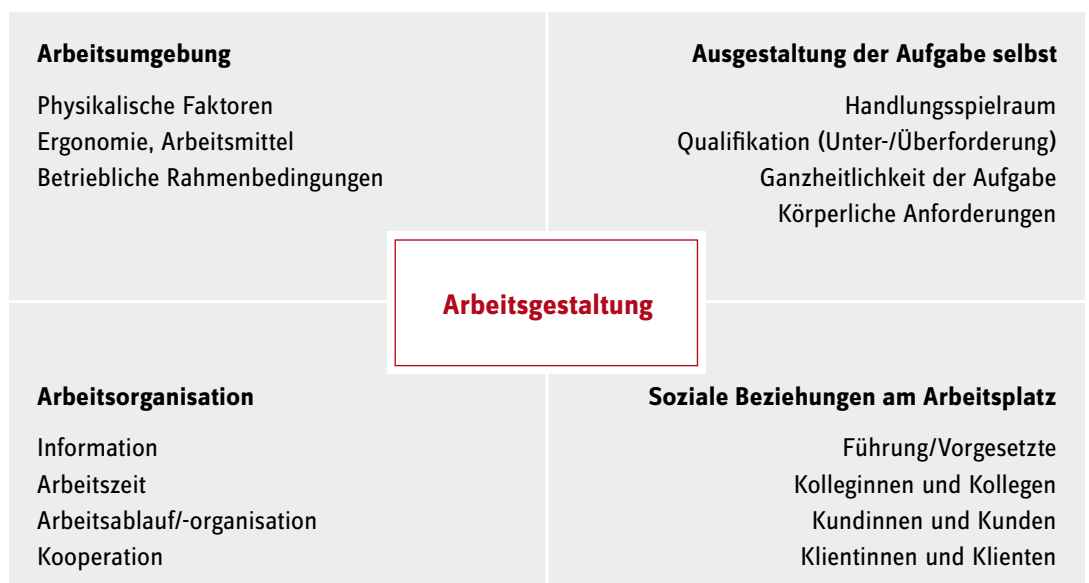 Arbeitsumgebung
Physikalische Faktoren
Ergonomie, Arbeitsmittel
Betriebliche Rahmenbedingungen
Ausgestaltung der Aufgabe selbst
Handlungsspielraum
Qualifikation (Unter-/Überforderung)
Ganzheitlichkeit der Aufgabe
Körperliche Anforderungen
Arbeitsgestaltung
Arbeitsorganisation
Information
Arbeitszeit
Arbeitsablauf/-organisation
Kooperation
Soziale Beziehungen am Arbeitsplatz
Führung/Vorgesetzte
Kolleginnen und Kollegen
Kundinnen und Kunden
Klientinnen und Klienten